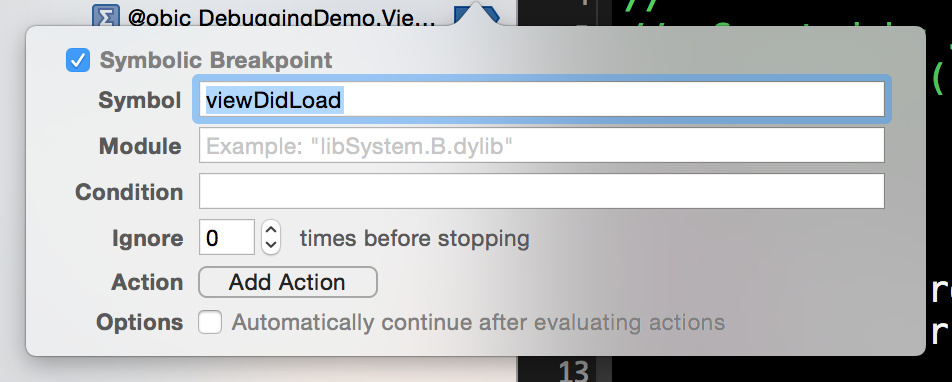 @objc DebuggingDemo.Vie...
//
Symbolic Breakpoint
Symbol viewDidLoad
Module Example: "libSystem.B.dylib"
Condition
Ignore 0 times before stopping
Action Add Action
Options Automatically continue after evaluating actions
13